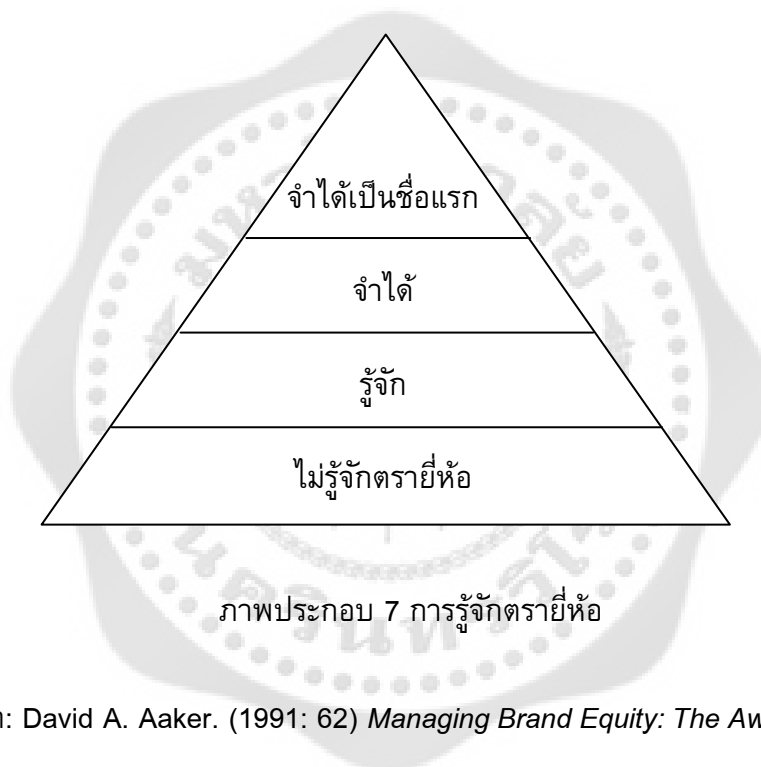 จำได้เป็นชื่อแรก
จำได้
รู้จัก
ไม่รู้จักตรายี่ห้อ
ภาพประกอบ 7 การรู้จักตรายี่ห้อ
: David A. Aaker. (1991: 62) Managing Brand Equity: The Aw